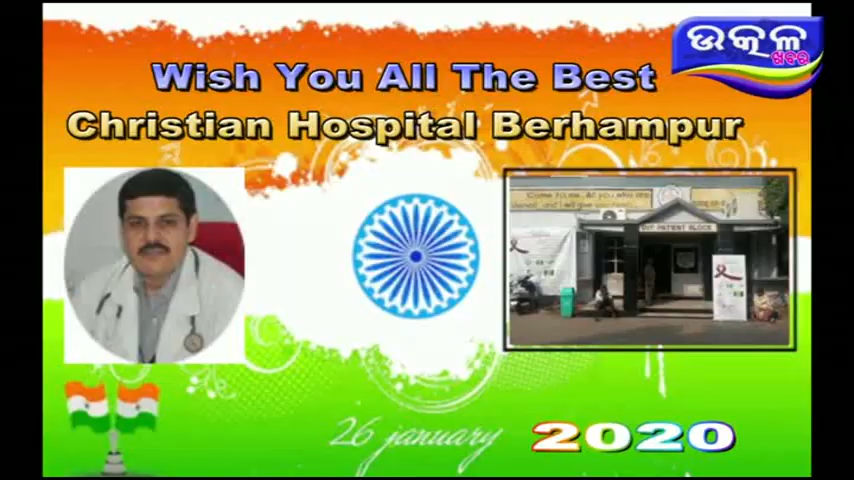 ଉତ୍କଳ
ଖବର
Wish You All The Best
Christian Hospital Berhampur
OUT PATIENT BLOCK
26 january
2020